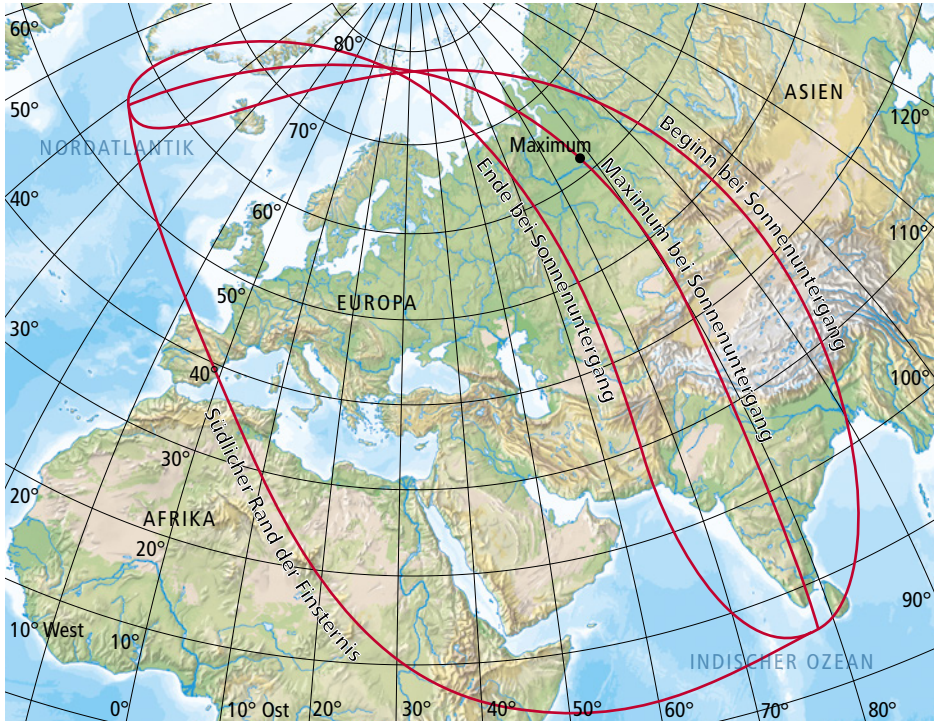 60°
80°
ASIEN
50°
120°
70°
NORDATLANTIK
Maximum
Beginn bei Sonnenuntergang
Ende bei Sonnenuntergang
Maximum bei Sonnenuntergang
40°
60°
110°
50°
EUROPA
30°
40°
100°
Südlicher Rand der Finsternis
30°
20°
AFRIKA
20°
90°
10° West
10°
INDISCHER OZEAN
0°
10° Ost
20°
30°
40°
50°
60°
70°
80°